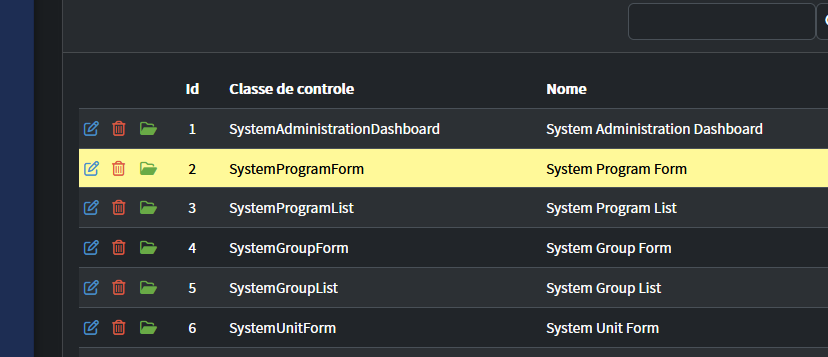 Id Classe de controle Nome
1 SystemAdministrationDashboard System Administration Dashboard
2 SystemProgramForm System Program Form
3 SystemProgramList System Program List
4 SystemGroupForm System Group Form
5 SystemGroupList System Group List
6 SystemUnitForm System Unit Form